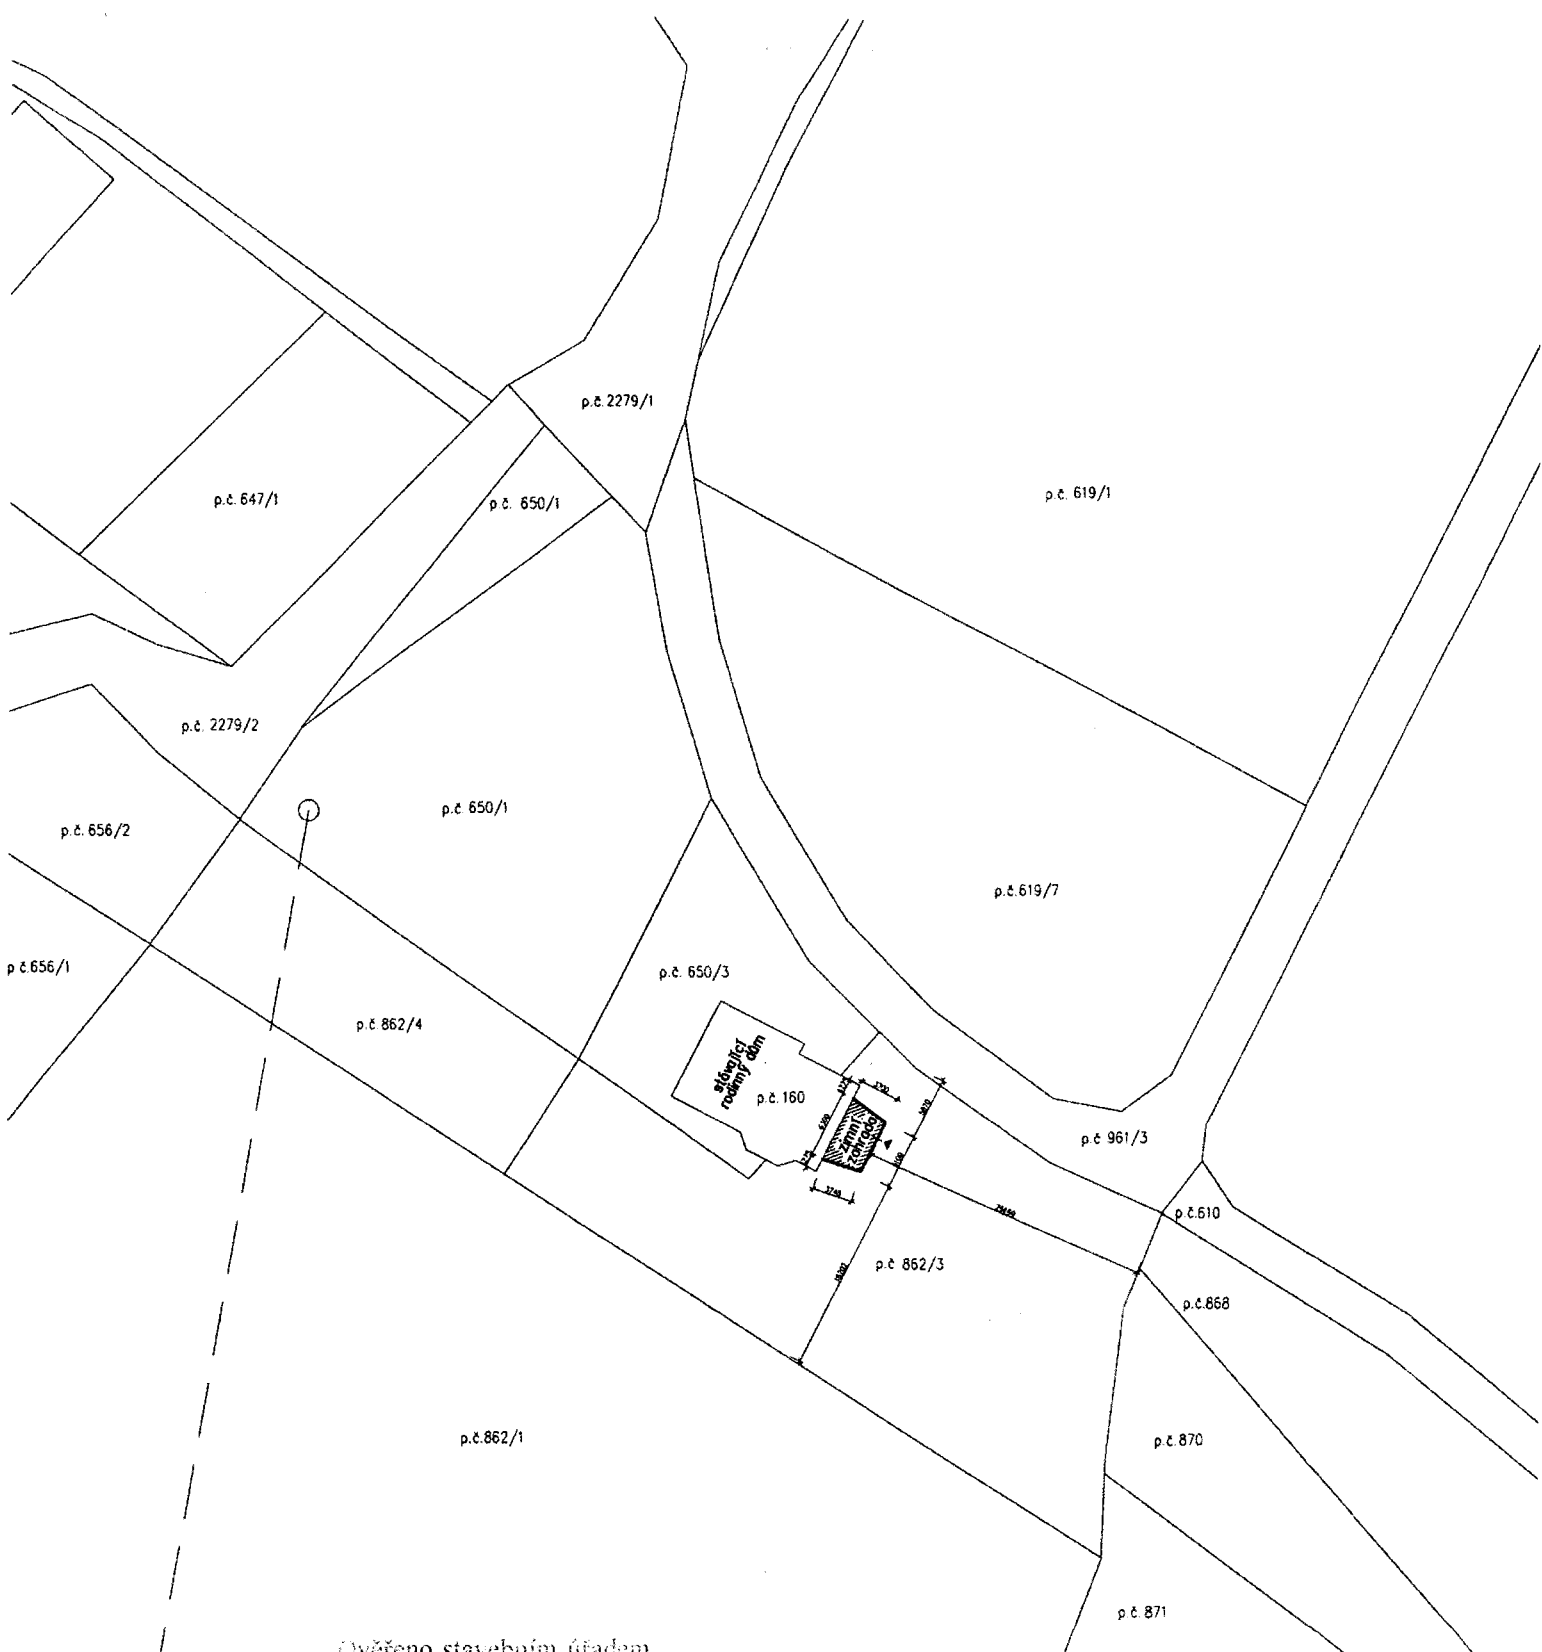 p.č. 2279/1
p.č. 647/1
p.č. 650/1
p.č. 619/1
p.č. 2279/2
p.č. 650/1
p.č. 656/2
p.č. 619/7
p.č. 656/1
p.č. 650/3
p.č. 862/4
stávající
rodinný dům
p.č. 160
zimní
zahrada
p.č. 961/3
p.č. 610
p.č. 862/3
p.č. 868
p.č. 862/1
p.č. 870
p.č. 871
Ověřeno stavebním úřadem